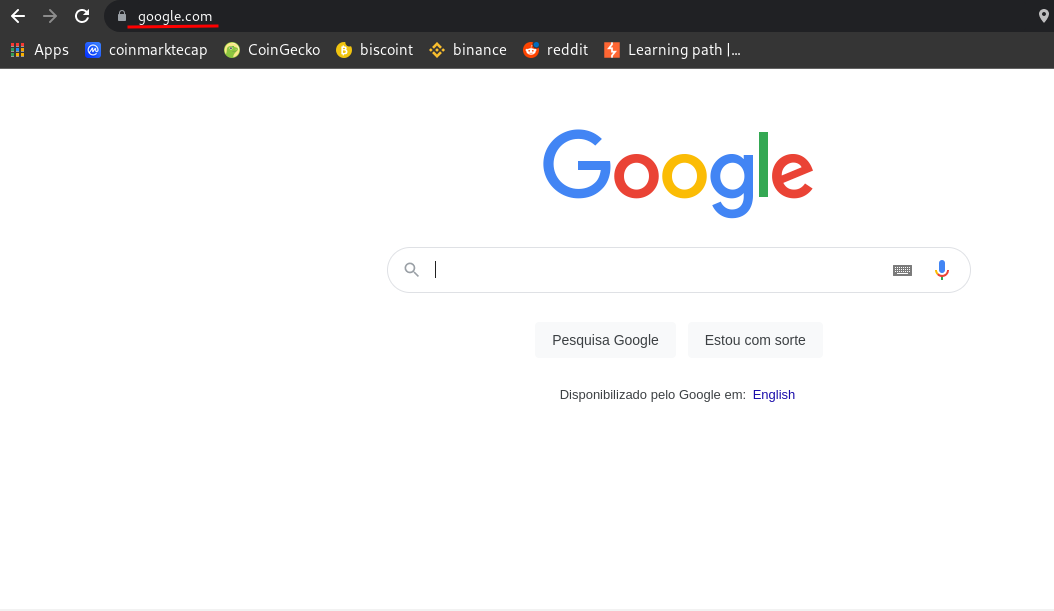 google.com
Apps coinmarktecap CoinGecko biscoint binance reddit Learning path |...
Google
Pesquisa Google Estou com sorte
Disponibilizado pelo Google em: English